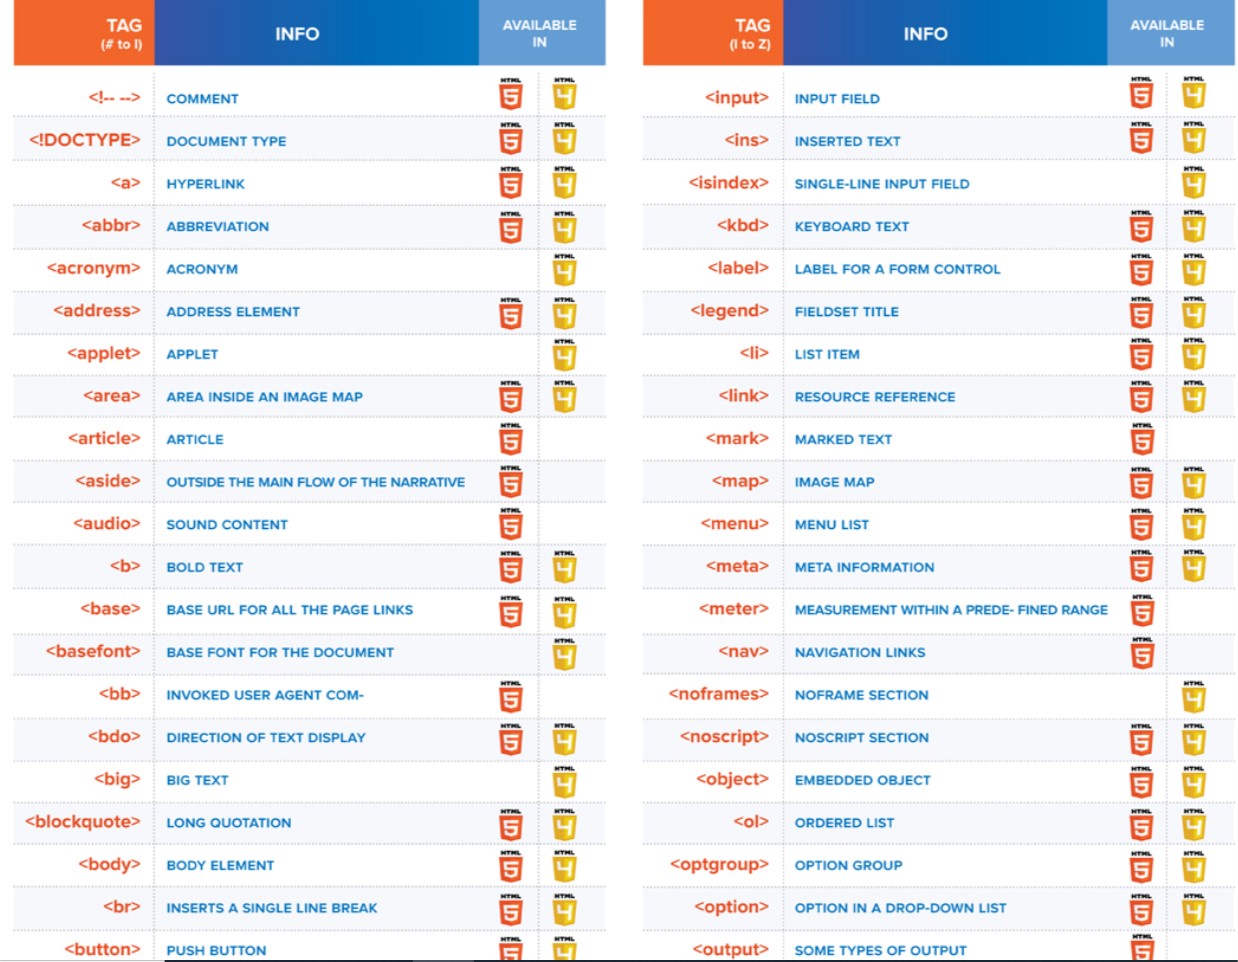 TAG
(# to I)
INFO
AVAILABLE
IN
<!-- --> COMMENT HTML 5 HTML 4
<!DOCTYPE> DOCUMENT TYPE HTML 5 HTML 4
<a> HYPERLINK HTML 5 HTML 4
<abbr> ABBREVIATION HTML 5 HTML 4
<acronym> ACRONYM HTML 4
<address> ADDRESS ELEMENT HTML 5 HTML 4
<applet> APPLET HTML 4
<area> AREA INSIDE AN IMAGE MAP HTML 5 HTML 4
<article> ARTICLE HTML 5
<aside> OUTSIDE THE MAIN FLOW OF THE NARRATIVE HTML 5
<audio> SOUND CONTENT HTML 5
<b> BOLD TEXT HTML 5 HTML 4
<base> BASE URL FOR ALL THE PAGE LINKS HTML 5 HTML 4
<basefont> BASE FONT FOR THE DOCUMENT HTML 4
<bb> INVOKED USER AGENT COM- HTML 5
<bdo> DIRECTION OF TEXT DISPLAY HTML 5 HTML 4
<big> BIG TEXT HTML 4
<blockquote> LONG QUOTATION HTML 5 HTML 4
<body> BODY ELEMENT HTML 5 HTML 4
<br> INSERTS A SINGLE LINE BREAK HTML 5 HTML 4
<button> PUSH BUTTON HTML 5 HTML 4
TAG
(I to Z)
INFO
AVAILABLE
IN
<input> INPUT FIELD HTML 5 HTML 4
<ins> INSERTED TEXT HTML 5 HTML 4
<isindex> SINGLE-LINE INPUT FIELD HTML 4
<kbd> KEYBOARD TEXT HTML 5 HTML 4
<label> LABEL FOR A FORM CONTROL HTML 5 HTML 4
<legend> FIELDSET TITLE HTML 5 HTML 4
<li> LIST ITEM HTML 5 HTML 4
<link> RESOURCE REFERENCE HTML 5 HTML 4
<mark> MARKED TEXT HTML 5
<map> IMAGE MAP HTML 5 HTML 4
<menu> MENU LIST HTML 5 HTML 4
<meta> META INFORMATION HTML 5 HTML 4
<meter> MEASUREMENT WITHIN A PREDE- FINED RANGE HTML 5
<nav> NAVIGATION LINKS HTML 5
<noframes> NOFRAME SECTION HTML 4
<noscript> NOSCRIPT SECTION HTML 5 HTML 4
<object> EMBEDDED OBJECT HTML 5 HTML 4
<ol> ORDERED LIST HTML 5 HTML 4
<optgroup> OPTION GROUP HTML 5 HTML 4
<option> OPTION IN A DROP-DOWN LIST HTML 5 HTML 4
<output> SOME TYPES OF OUTPUT HTML 5